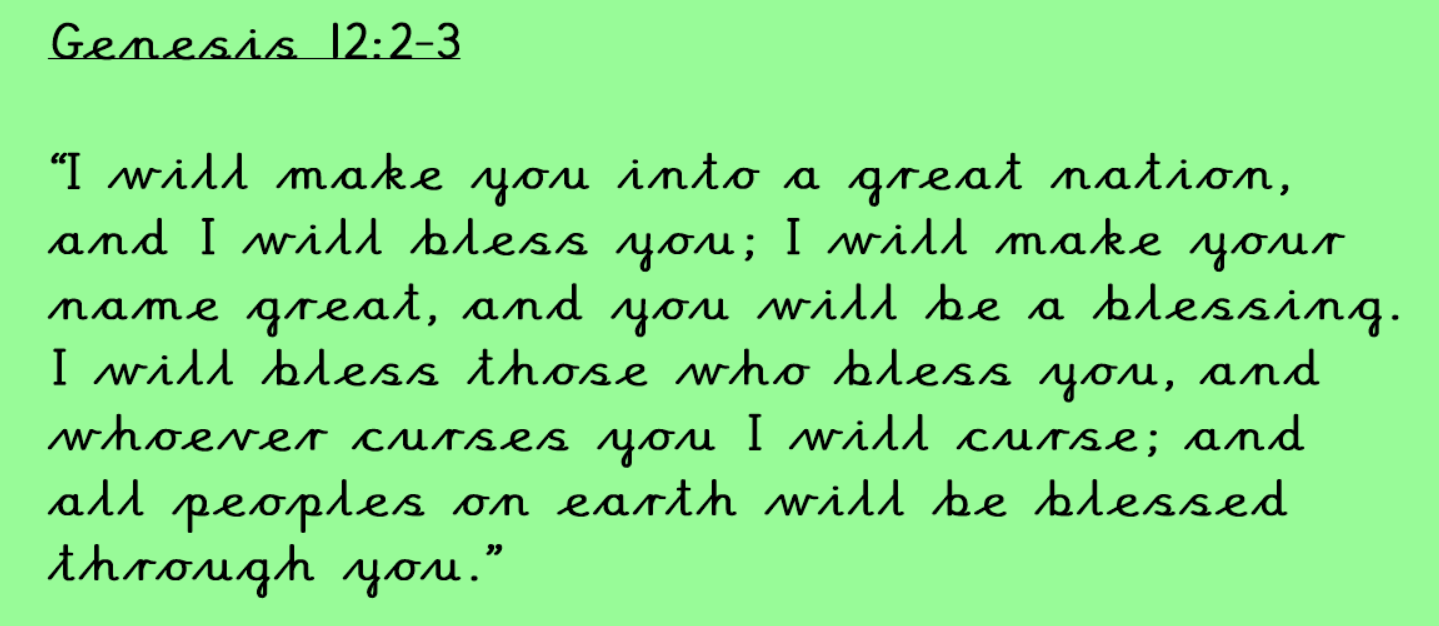 Genesis 12:2-3
“I will make you into a great nation,
and I will bless you; I will make your
name great, and you will be a blessing.
I will bless those who bless you, and
whoever curses you I will curse; and
all peoples on earth will be blessed
through you.”